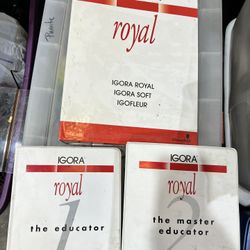 royal
IGORA ROYAL
IGORA SOFT
IGOFLEUR
IGORA
royal
1
the educator
IGORA
royal
2
the master
educator